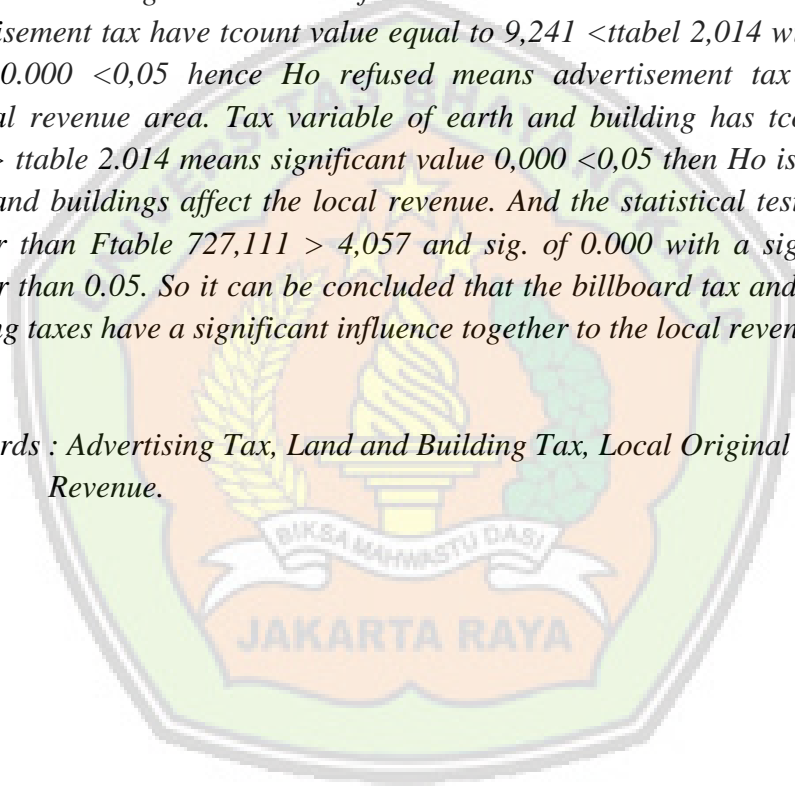 isement tax have tcount value equal to 9,241 <ttabel 2,014 w
0.000 <0,05 hence Ho refused means advertisement tax
l revenue area. Tax variable of earth and building has tc
> ttable 2.014 means significant value 0,000 <0,05 then Ho is
and buildings affect the local revenue. And the statistical tes
r than Ftable 727,111 > 4,057 and sig. of 0.000 with a sig
r than 0.05. So it can be concluded that the billboard tax and
ng taxes have a significant influence together to the local reven
rds : Advertising Tax, Land and Building Tax, Local Original
Revenue.
UNIVERSITAS BHAYANGKARA
BIKSA MAHWASTU DASI
JAKARTA RAYA